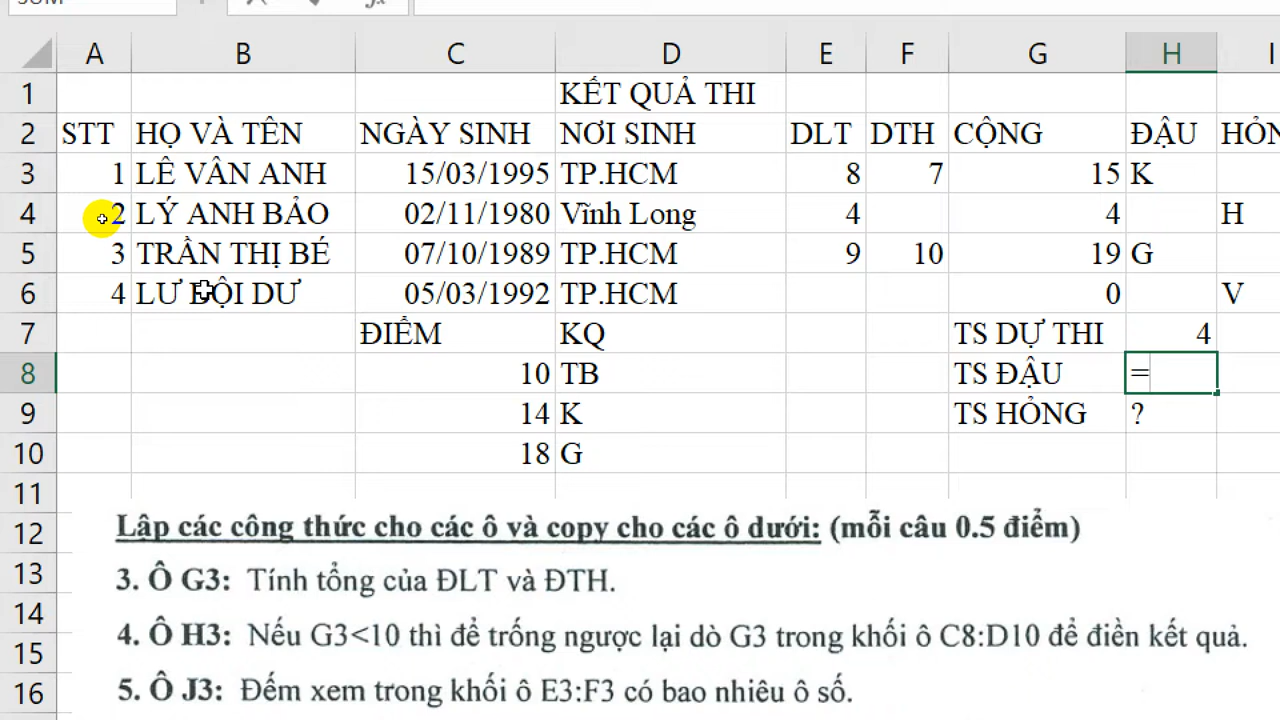 A B C D E F G H I
1 KẾT QUẢ THI
2 STT HỌ VÀ TÊN NGÀY SINH NƠI SINH DLT DTH CỘNG ĐẬU HỎN
3 1 LÊ VÂN ANH 15/03/1995 TP.HCM 8 7 15 K
4 2 LÝ ANH BẢO 02/11/1980 Vĩnh Long 4 4 H
5 3 TRẦN THỊ BÉ 07/10/1989 TP.HCM 9 10 19 G
6 4 LƯ ĐỘI DƯ 05/03/1992 TP.HCM 0 V
7 ĐIỂM KQ TS DỰ THI 4
8 10 TB TS ĐẬU =
9 14 K TS HỎNG ?
10 18 G
11
12 Lập các công thức cho các ô và copy cho các ô dưới: (mỗi câu 0.5 điểm)
13 3. Ô G3: Tính tổng của ĐLT và ĐTH.
14
15 4. Ô H3: Nếu G3<10 thì để trống ngược lại dò G3 trong khối ô C8:D10 để điền kết quả.
16 5. Ô J3: Đếm xem trong khối ô E3:F3 có bao nhiêu ô số.